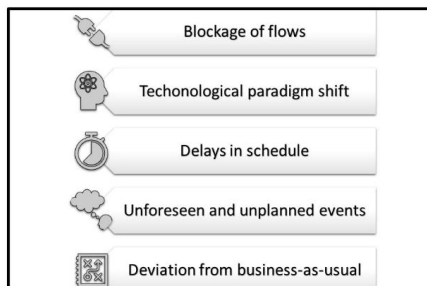 Blockage of flows
Techonological paradigm shift
Delays in schedule
Unforeseen and unplanned events
Deviation from business-as-usual